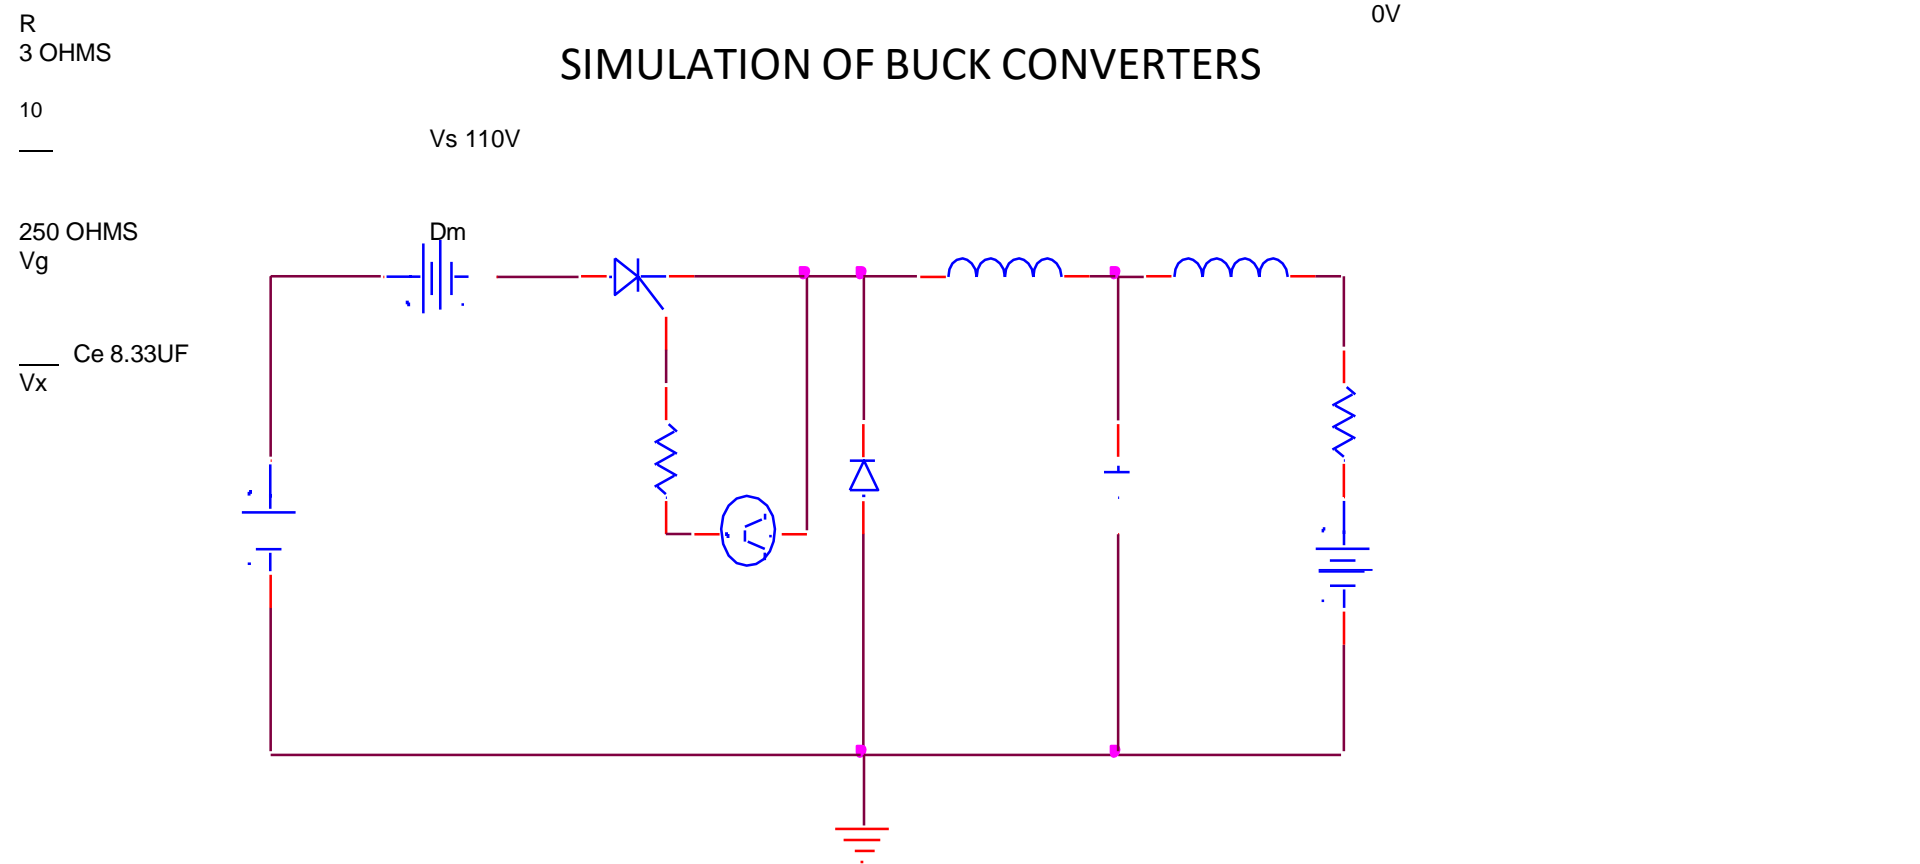 0V
R
3 OHMS
SIMULATION OF BUCK CONVERTERS
10
Vs 110V
250 OHMS
Dm
Vg
Ce 8.33UF
Vx